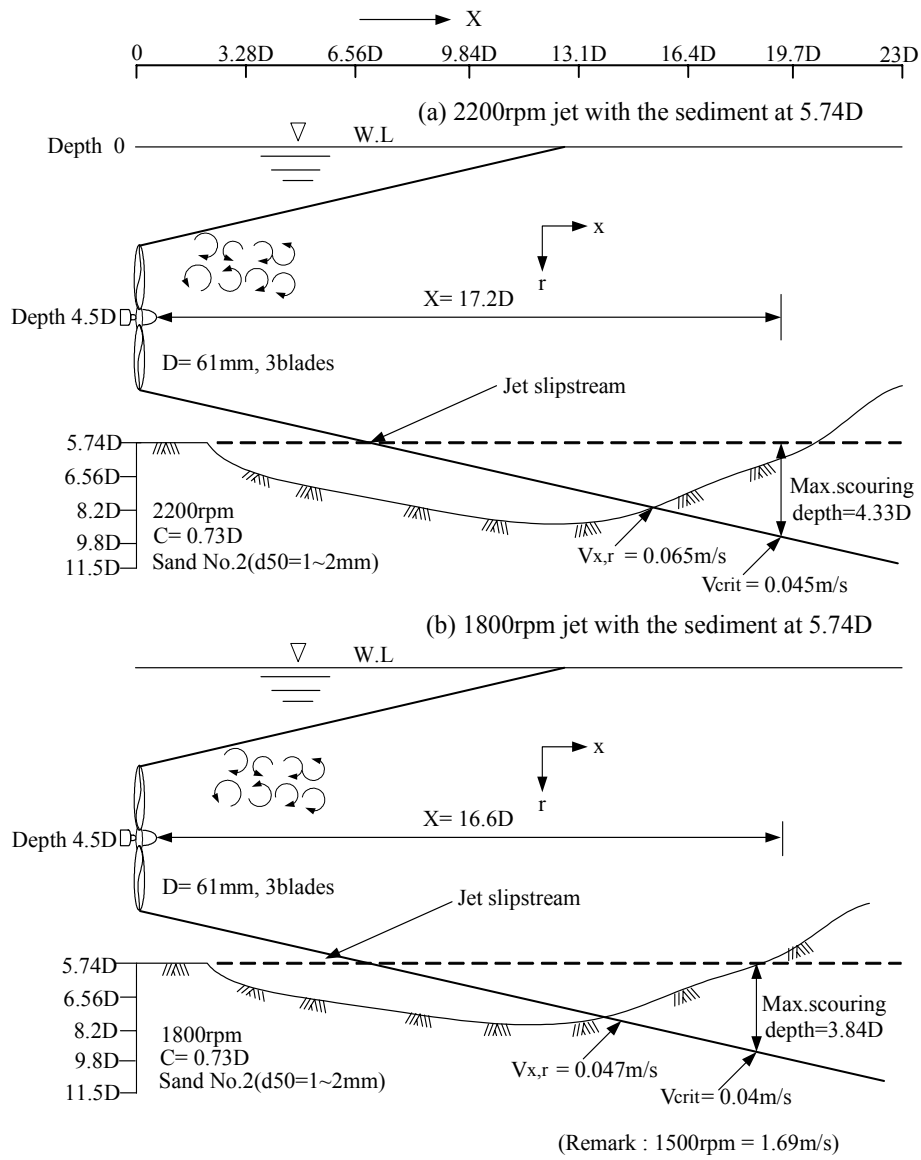 X
0 3.28D 6.56D 9.84D 13.1D 16.4D 19.7D 23D
(a) 2200rpm jet with the sediment at 5.74D
Depth 0
W.L
x
r
X= 17.2D
Depth 4.5D
D= 61mm, 3blades
Jet slipstream
5.74D
6.56D
8.2D
9.8D
11.5D
2200rpm
C= 0.73D
Sand No.2(d50=1~2mm)
Max.scouring
depth=4.33D
Vx,r = 0.065m/s
Vcrit = 0.045m/s
(b) 1800rpm jet with the sediment at 5.74D
W.L
x
r
X= 16.6D
Depth 4.5D
D= 61mm, 3blades
Jet slipstream
5.74D
6.56D
8.2D
9.8D
11.5D
1800rpm
C= 0.73D
Sand No.2(d50=1~2mm)
Max.scouring
depth=3.84D
Vx,r = 0.047m/s
Vcrit= 0.04m/s
(Remark : 1500rpm = 1.69m/s)